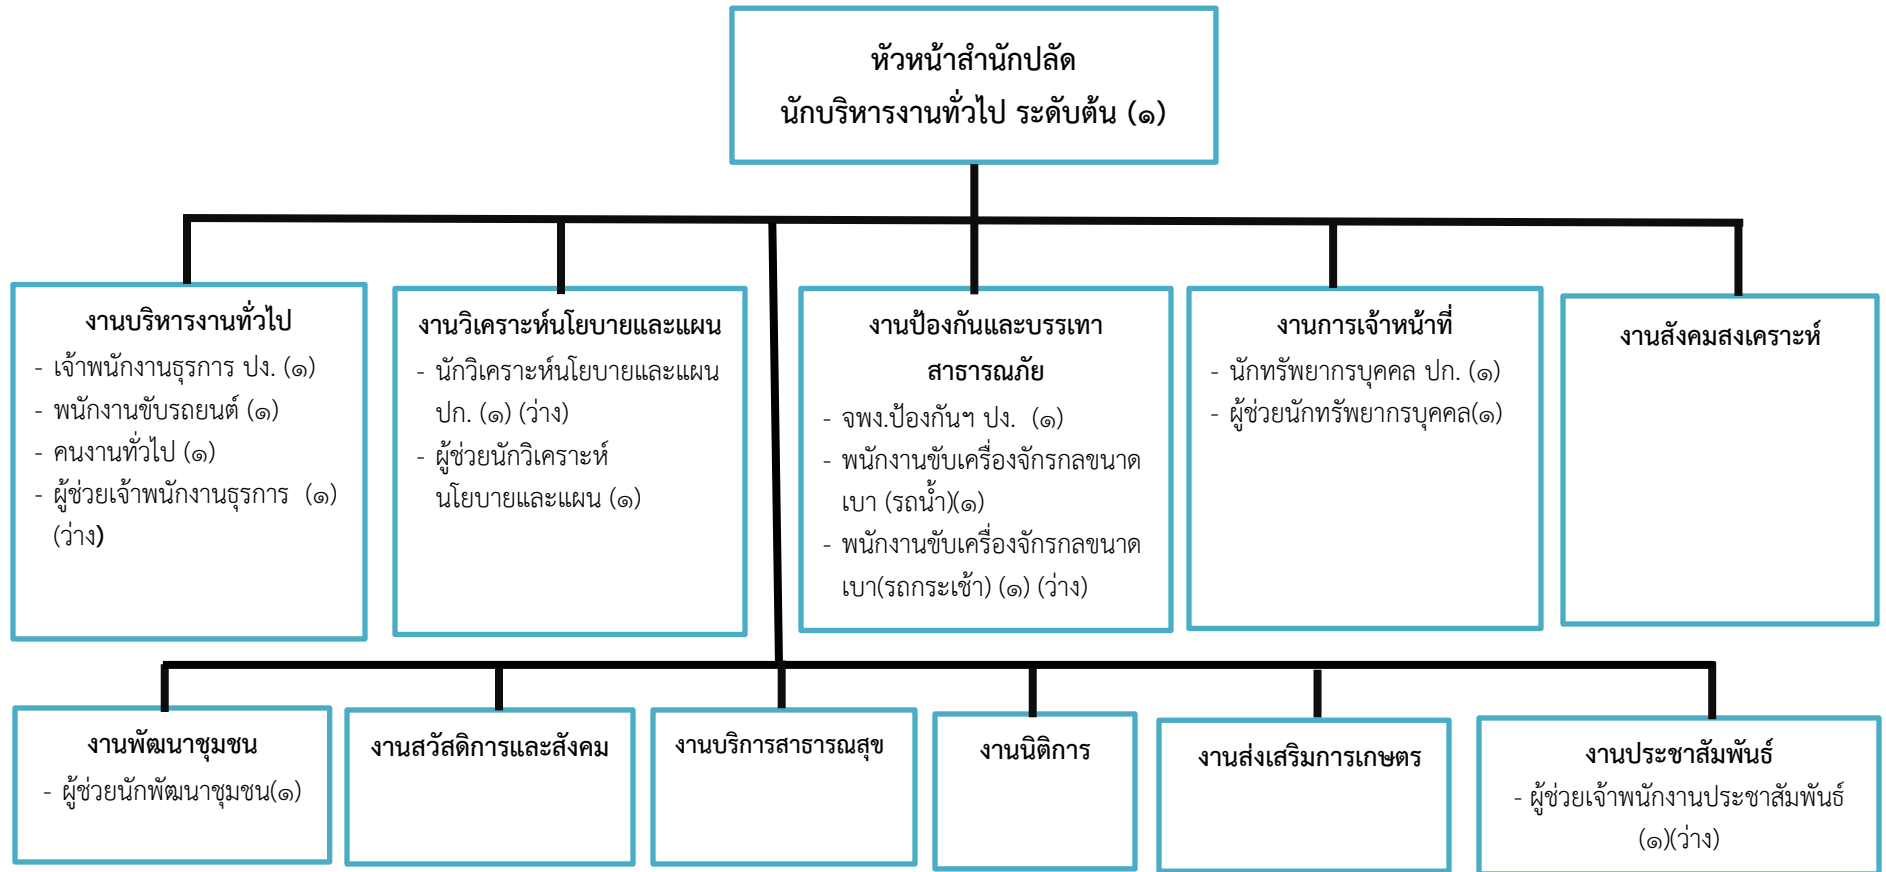 หัวหน้าสำนักปลัด
นักบริหารงานทั่วไป ระดับต้น (๑)
งานบริหารงานทั่วไป
- เจ้าพนักงานธุรการ ปง. (๑)
- พนักงานขับรถยนต์ (๑)
- คนงานทั่วไป (๑)
- ผู้ช่วยเจ้าพนักงานธุรการ (๑)
(ว่าง)
งานวิเคราะห์นโยบายและแผน
- นักวิเคราะห์นโยบายและแผน
ปก. (๑) (ว่าง)
- ผู้ช่วยนักวิเคราะห์
นโยบายและแผน (๑)
งานป้องกันและบรรเทา
สาธารณภัย
- จพง.ป้องกันฯ ปง. (๑)
- พนักงานขับเครื่องจักรกลขนาด
เบา (รถน้ำ)(๑)
- พนักงานขับเครื่องจักรกลขนาด
เบา(รถกระเช้า) (๑) (ว่าง)
งานการเจ้าหน้าที่
- นักทรัพยากรบุคคล ปก. (๑)
- ผู้ช่วยนักทรัพยากรบุคคล(๑)
งานสังคมสงเคราะห์
งานพัฒนาชุมชน
- ผู้ช่วยนักพัฒนาชุมชน(๑)
งานสวัสดิการและสังคม
งานบริการสาธารณสุข
งานนิติการ
งานส่งเสริมการเกษตร
งานประชาสัมพันธ์
- ผู้ช่วยเจ้าพนักงานประชาสัมพันธ์
(๑)(ว่าง)